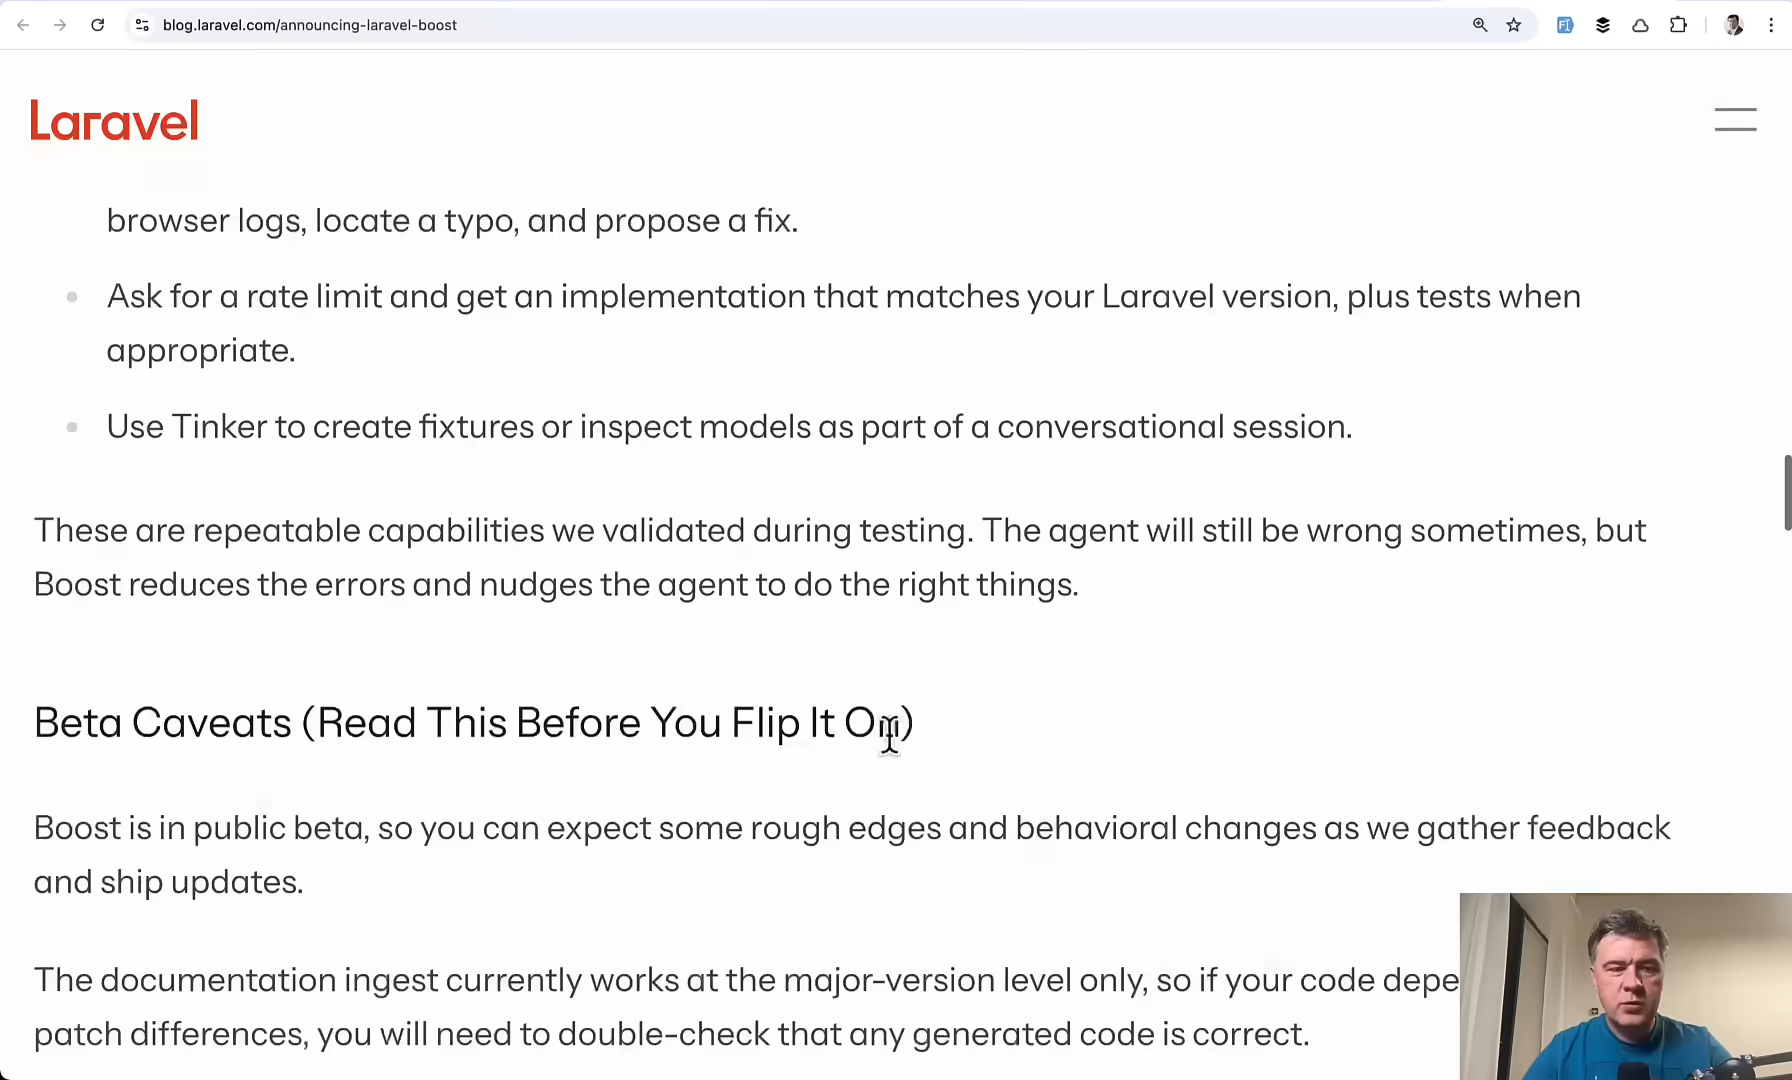 blog.laravel.com/announcing-laravel-boost
Laravel
browser logs, locate a typo, and propose a fix.
Ask for a rate limit and get an implementation that matches your Laravel version, plus tests when
appropriate.
Use Tinker to create fixtures or inspect models as part of a conversational session.
These are repeatable capabilities we validated during testing. The agent will still be wrong sometimes, but
Boost reduces the errors and nudges the agent to do the right things.
Beta Caveats (Read This Before You Flip It On)
Boost is in public beta, so you can expect some rough edges and behavioral changes as we gather feedback
and ship updates.
The documentation ingest currently works at the major-version level only, so if your code depe
patch differences, you will need to double-check that any generated code is correct.